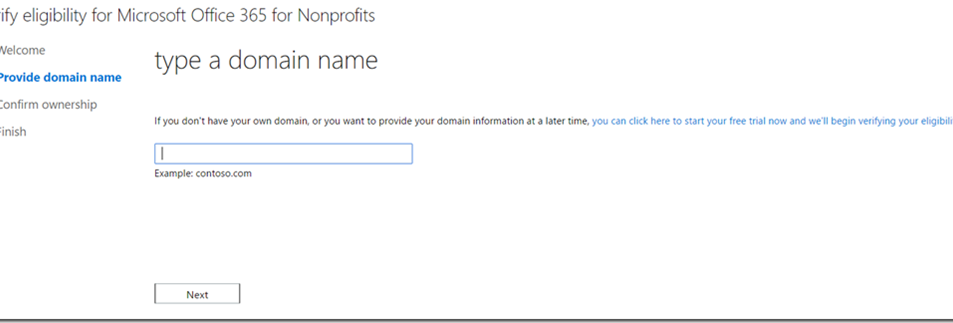 ify eligibility for Microsoft Office 365 for Nonprofits
Welcome
type a domain name
Provide domain name
Confirm ownership
Finish
If you don't have your own domain, or you want to provide your domain information at a later time, you can click here to start your free trial now and we'll begin verifying your eligibili
Example: contoso.com
Next